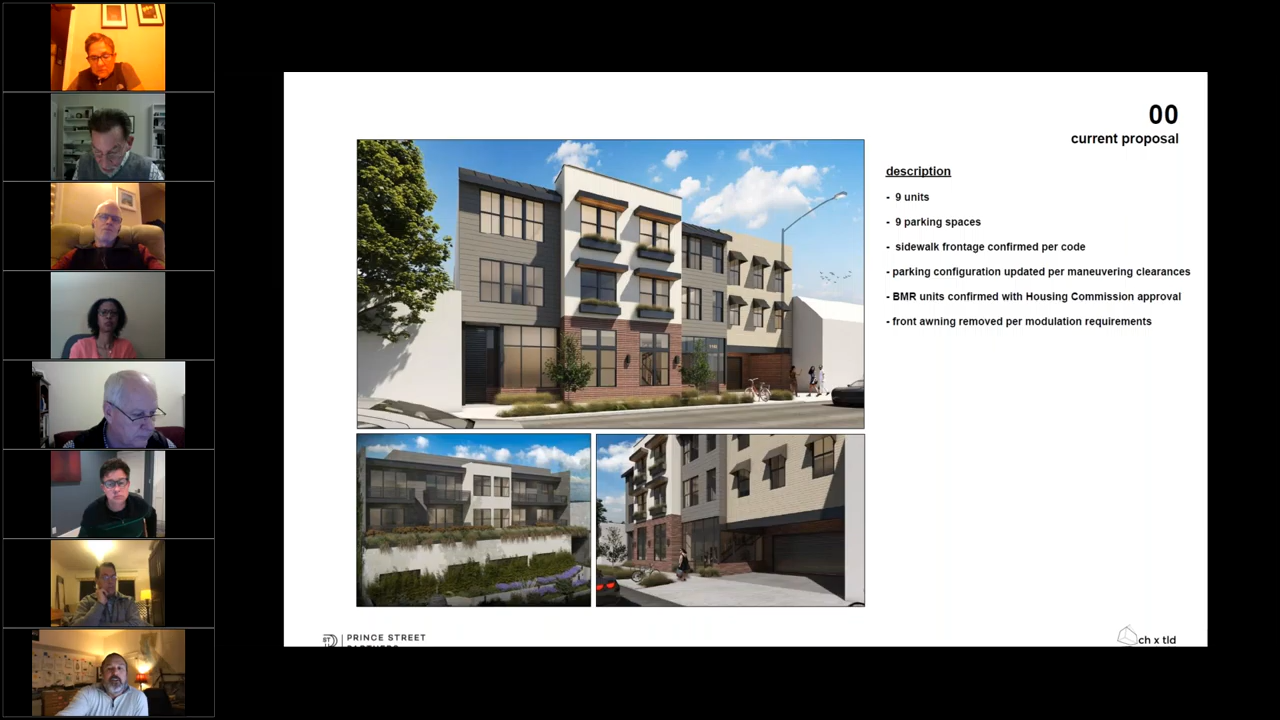 00
current proposal
description
- 9 units
- 9 parking spaces
- sidewalk frontage confirmed per code
- parking configuration updated per maneuvering clearances
- BMR units confirmed with Housing Commission approval
- front awning removed per modulation requirements
PRINCE STREET
ch x tld